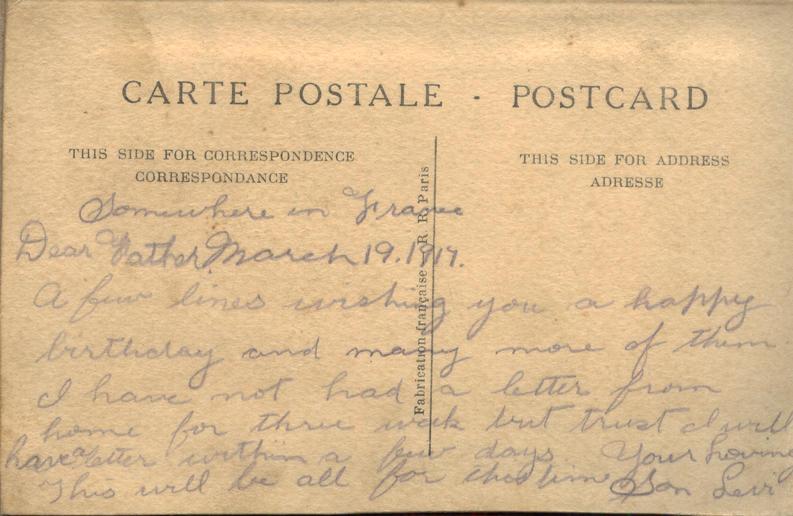 CARTE POSTALE - POSTCARD
THIS SIDE FOR CORRESPONDENCE
CORRESPONDANCE
THIS SIDE FOR ADDRESS
ADRESSE
Fabrication française - R R Paris
Somewhere in France
Dear Father March 19. 1917.
A few lines wishing you a happy
birthday and many more of them
I have not had a letter from
home for three week but trust I will
have a letter within a few days Your Loving
This will be all for this time Son Levi